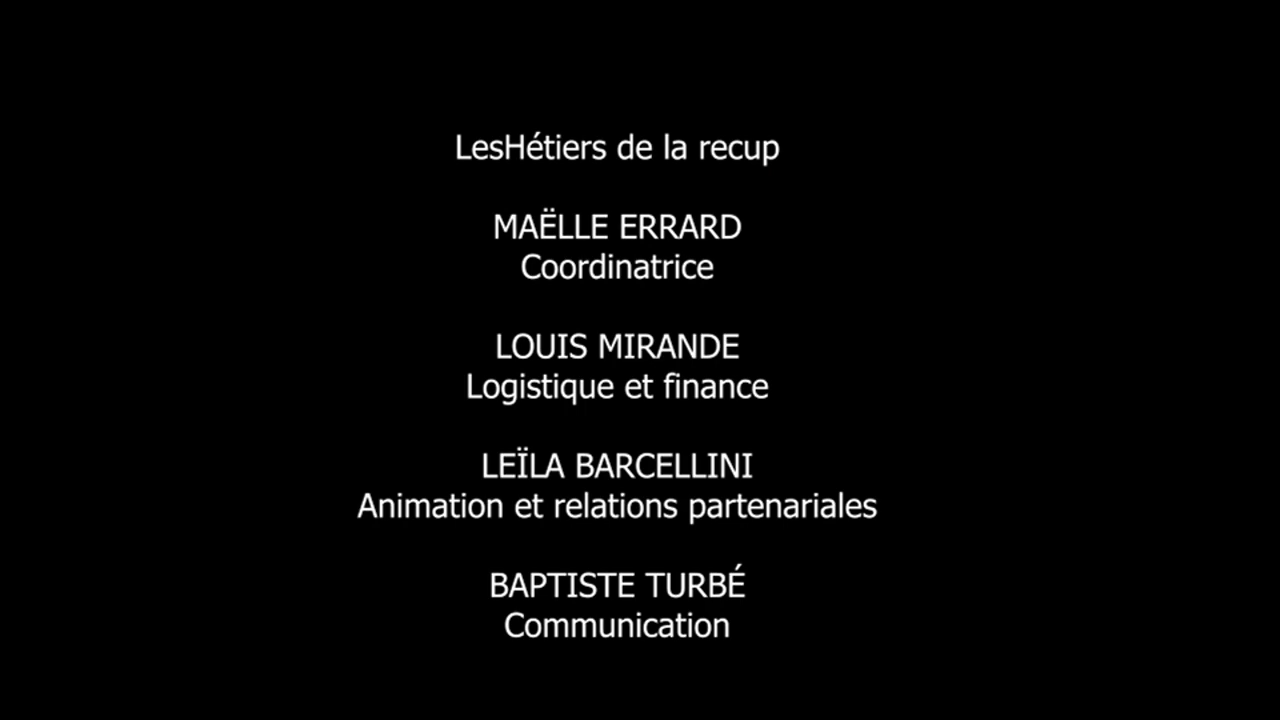 LesHétiers de la recup
MAËLLE ERRARD
Coordinatrice
LOUIS MIRANDE
Logistique et finance
LEÏLA BARCELLINI
Animation et relations partenariales
BAPTISTE TURBÉ
Communication